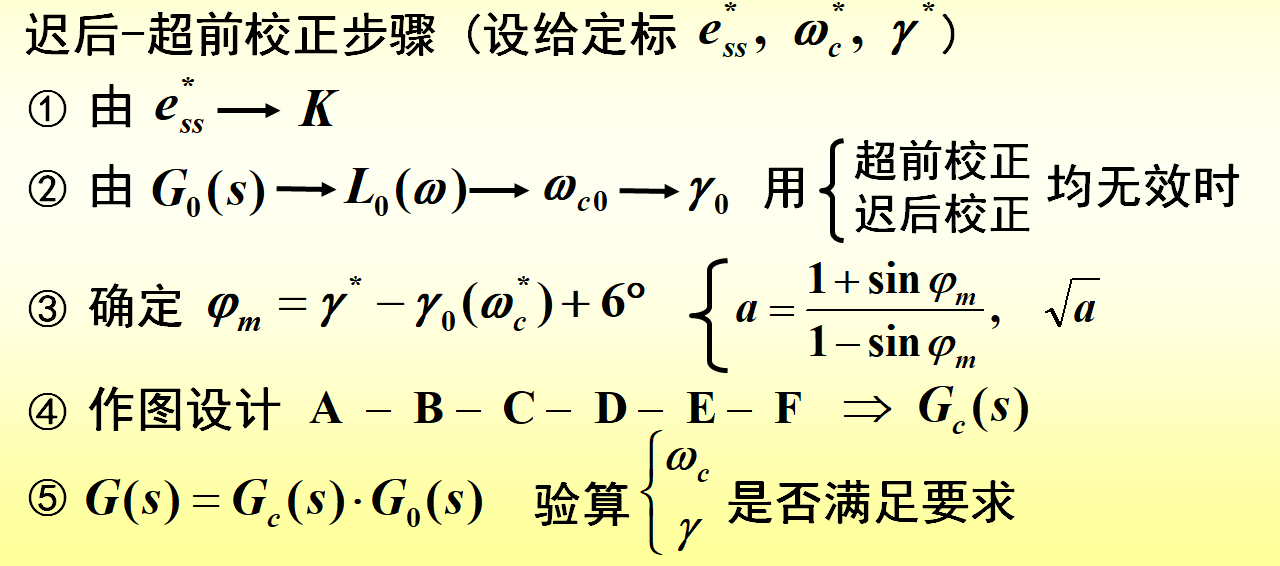 迟后-超前校正步骤（设给定标 $e_{ss}^{*}$, $\omega_c^{*}$, $\gamma^{*}$）
① 由 $e_{ss}^{*} \longrightarrow K$
② 由 $G_0(s) \longrightarrow L_0(\omega) \longrightarrow \omega_{c0} \longrightarrow \gamma_0$ 用 $\begin{cases} 超前校正 \\ 迟后校正 \end{cases}$ 均无效时
③ 确定 $\varphi_m = \gamma^{*} - \gamma_0(\omega_c^{*}) + 6°$ $\begin{cases} a = \dfrac{1+\sin\varphi_m}{1-\sin\varphi_m}, & \sqrt{a} \end{cases}$
④ 作图设计 A – B – C – D – E – F $\Rightarrow G_c(s)$
⑤ $G(s) = G_c(s) \cdot G_0(s)$ 验算 $\begin{cases} \omega_c \\ \gamma \end{cases}$ 是否满足要求